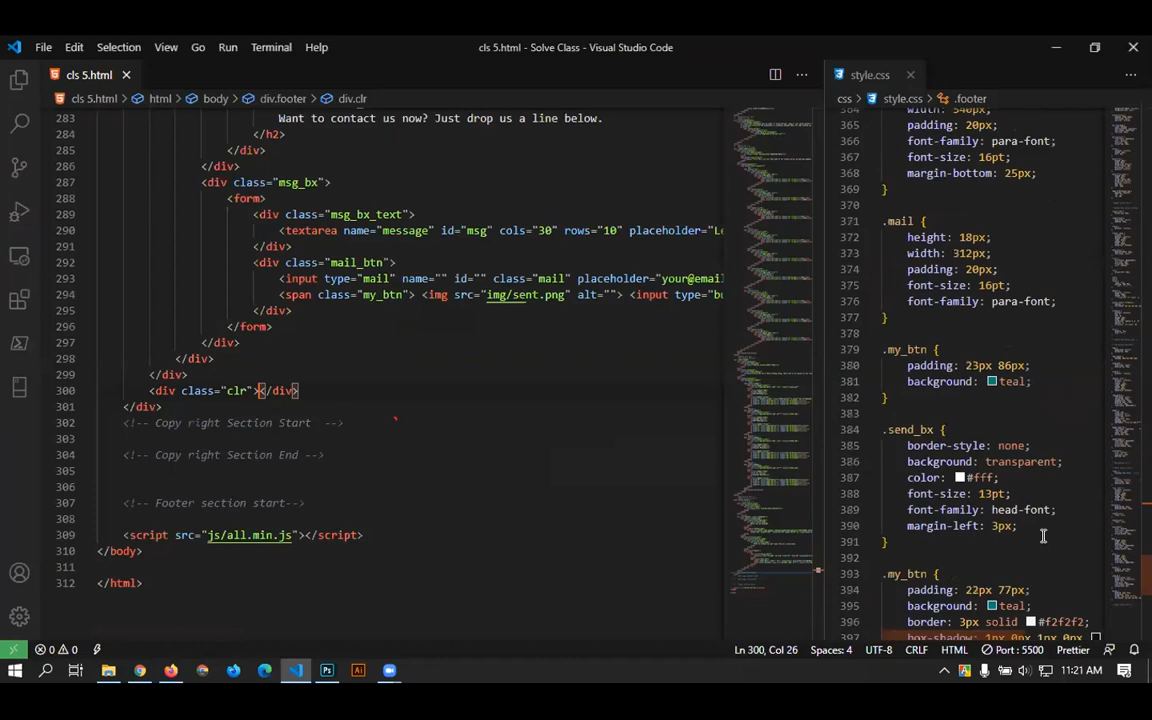 File Edit Selection View Go Run Terminal Help
cls 5.html - Solve Class - Visual Studio Code
cls 5.html
cls 5.html > html > body > div.footer > div.clr
283 Want to contact us now? Just drop us a line below.
284 </h2>
285 </div>
286 </div>
287 <div class="msg_bx">
288 <form>
289 <div class="msg_bx_text">
290 <textarea name="message" id="msg" cols="30" rows="10" placeholder="Le
291 </div>
292 <div class="mail_btn">
293 <input type="mail" name="" id="" class="mail" placeholder="your@email
294 <span class="my_btn"> <img src="img/sent.png" alt=""> <input type="bu
295 </div>
296 </form>
297 </div>
298 </div>
299 </div>
300 <div class="clr"></div>
301 </div>
302 <!-- Copy right Section Start  -->
303
304 <!-- Copy right Section End -->
305
306
307 <!-- Footer section start-->
308
309 <script src="js/all.min.js"></script>
310 </body>
311
312 </html>
style.css
css > style.css > .footer
364 width: 540px;
365 padding: 20px;
366 font-family: para-font;
367 font-size: 16pt;
368 margin-bottom: 25px;
369 }
370
371 .mail {
372 height: 18px;
373 width: 312px;
374 padding: 20px;
375 font-size: 16pt;
376 font-family: para-font;
377 }
378
379 .my_btn {
380 padding: 23px 86px;
381 background: teal;
382 }
383
384 .send_bx {
385 border-style: none;
386 background: transparent;
387 color: #fff;
388 font-size: 13pt;
389 font-family: head-font;
390 margin-left: 3px;
391 }
392
393 .my_btn {
394 padding: 22px 77px;
395 background: teal;
396 border: 3px solid #f2f2f2;
397 box-shadow: 1px 0px 1px 0px
0 0 Ln 300, Col 26 Spaces: 4 UTF-8 CRLF HTML Port : 5500 Prettier
11:21 AM